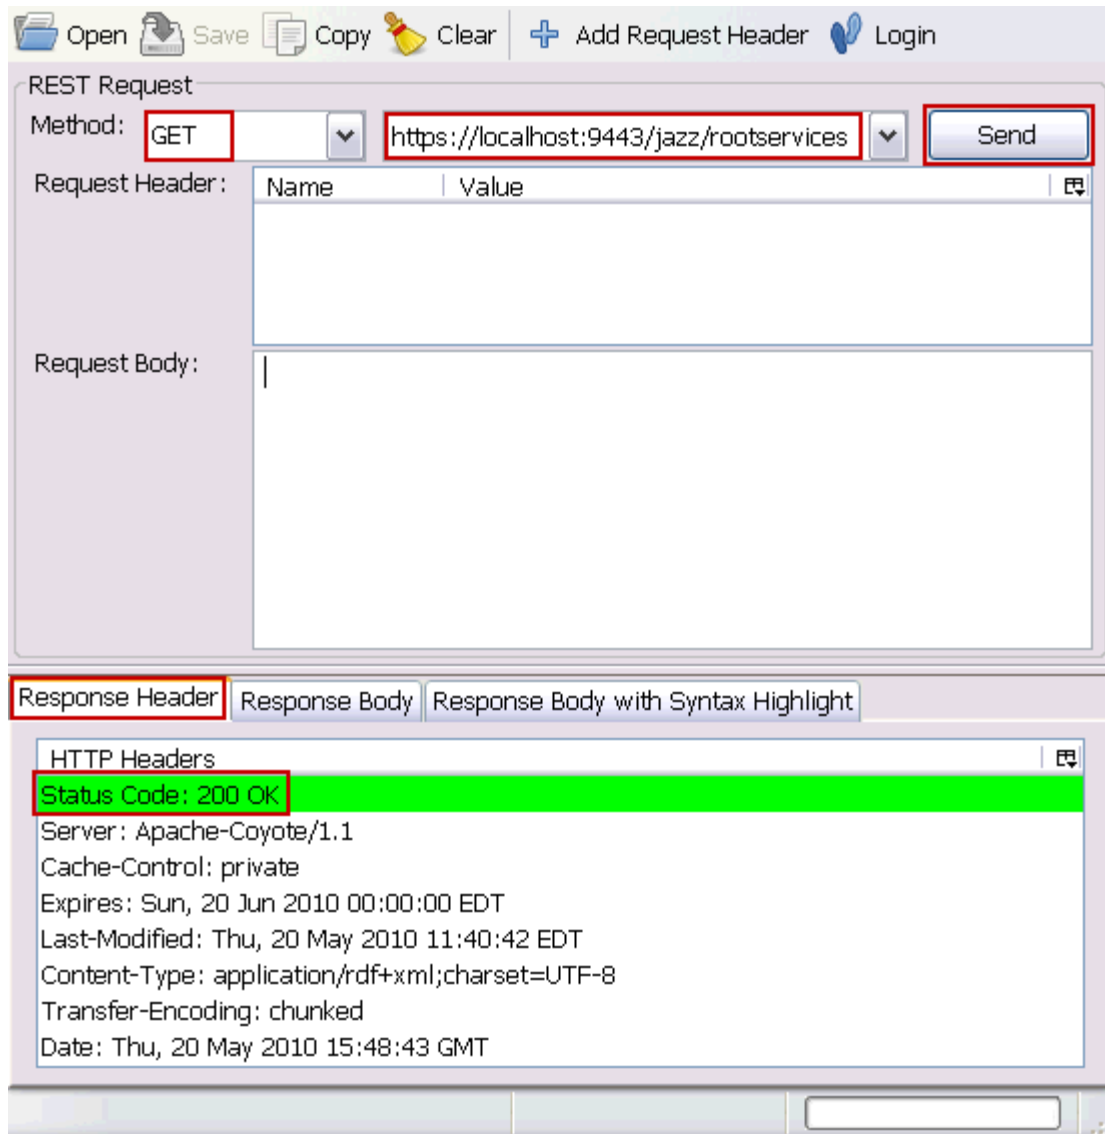 Open Save Copy Clear Add Request Header Login
REST Request
Method: GET https://localhost:9443/jazz/rootservices Send
Request Header: Name Value
Request Body:
Response Header Response Body Response Body with Syntax Highlight
HTTP Headers
Status Code: 200 OK
Server: Apache-Coyote/1.1
Cache-Control: private
Expires: Sun, 20 Jun 2010 00:00:00 EDT
Last-Modified: Thu, 20 May 2010 11:40:42 EDT
Content-Type: application/rdf+xml;charset=UTF-8
Transfer-Encoding: chunked
Date: Thu, 20 May 2010 15:48:43 GMT